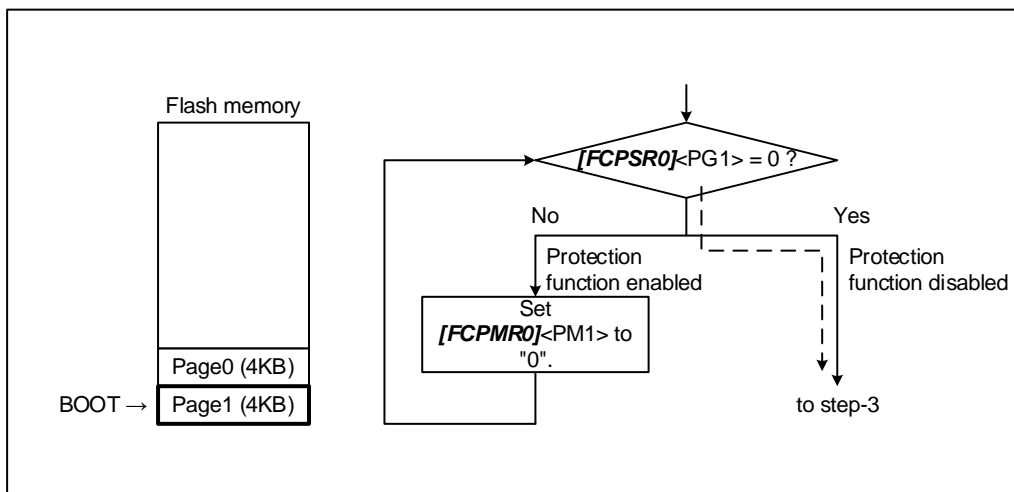 Flash memory
Page0 (4KB)
BOOT → Page1 (4KB)
[FCPSR0]<PG1> = 0 ?
No
Yes
Protection
function enabled
Protection
function disabled
Set
[FCPMR0]<PM1> to
"0".
to step-3